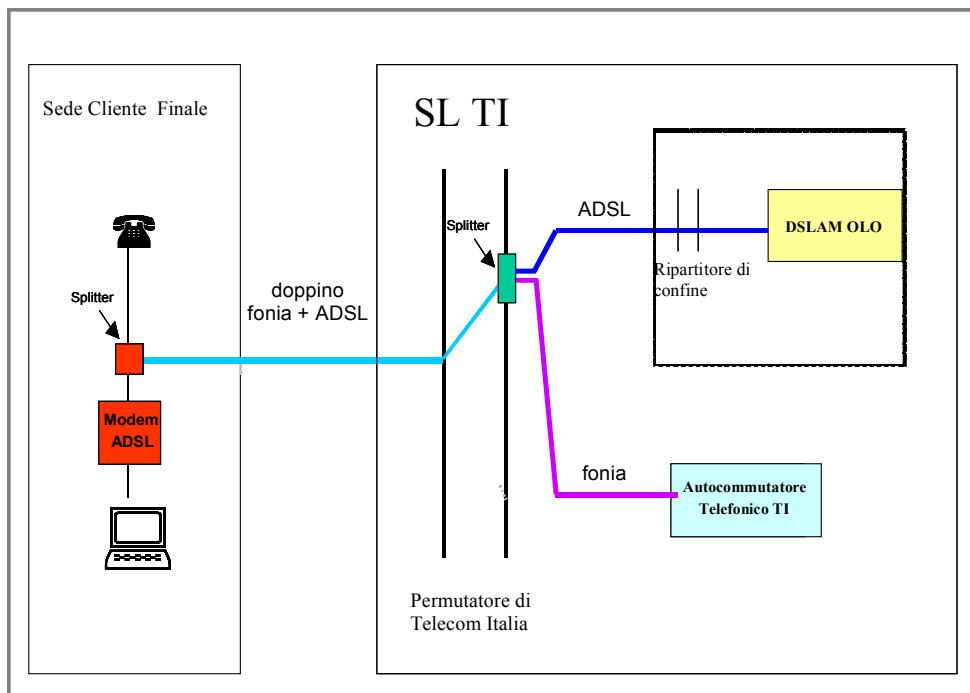 Sede Cliente Finale
Splitter
Modem
ADSL
doppino
fonia + ADSL
SL TI
Splitter
ADSL
DSLAM OLO
Ripartitore di
confine
fonia
Autocommutatore
Telefonico TI
Permutatore di
Telecom Italia